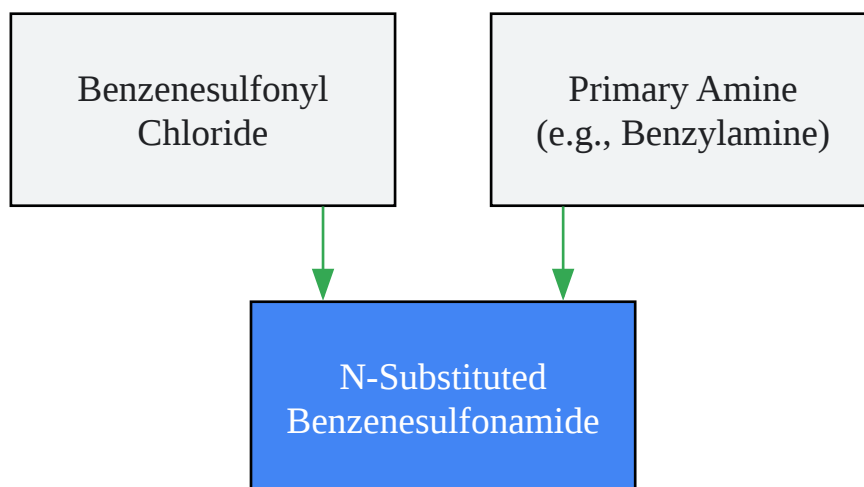 Benzenesulfonyl
Chloride
Primary Amine
(e.g., Benzylamine)
N-Substituted
Benzenesulfonamide